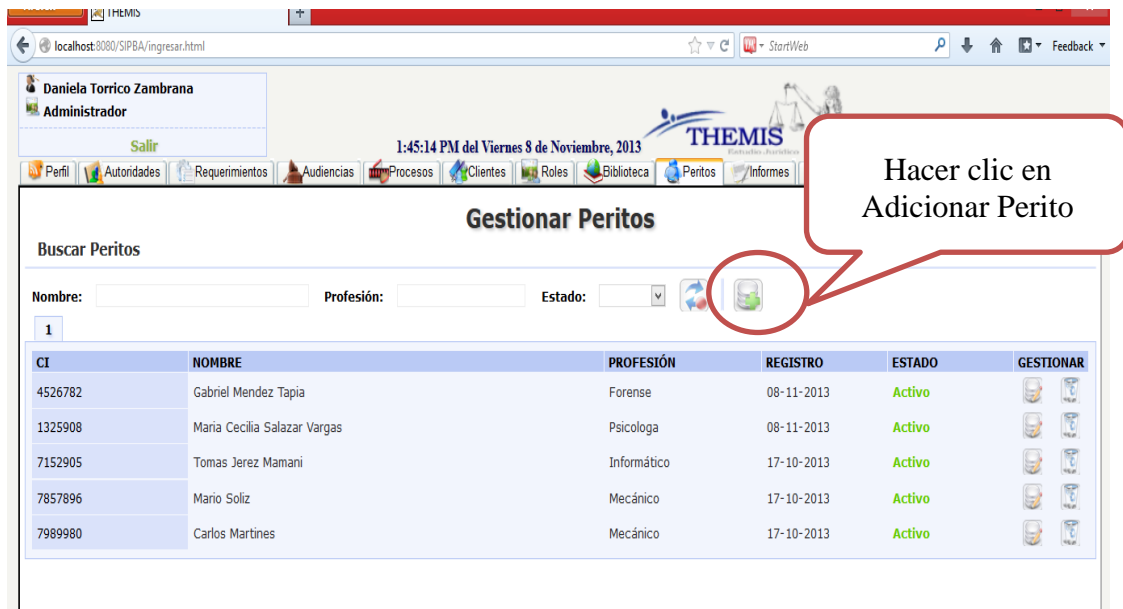 THEMIS
localhost:8080/SIPBA/ingresar.html
StartWeb
Feedback
Daniela Torrico Zambrana
Administrador
Salir
1:45:14 PM del Viernes 8 de Noviembre, 2013
THEMIS
Estudio Jurídico
Perfil Autoridades Requerimientos Audiencias Procesos Clientes Roles Biblioteca Peritos Informes
Hacer clic en
Adicionar Perito
Gestionar Peritos
Buscar Peritos
Nombre: Profesión: Estado:
1
CI NOMBRE PROFESIÓN REGISTRO ESTADO GESTIONAR
4526782 Gabriel Mendez Tapia Forense 08-11-2013 Activo
1325908 Maria Cecilia Salazar Vargas Psicologa 08-11-2013 Activo
7152905 Tomas Jerez Mamani Informático 17-10-2013 Activo
7857896 Mario Soliz Mecánico 17-10-2013 Activo
7989980 Carlos Martines Mecánico 17-10-2013 Activo